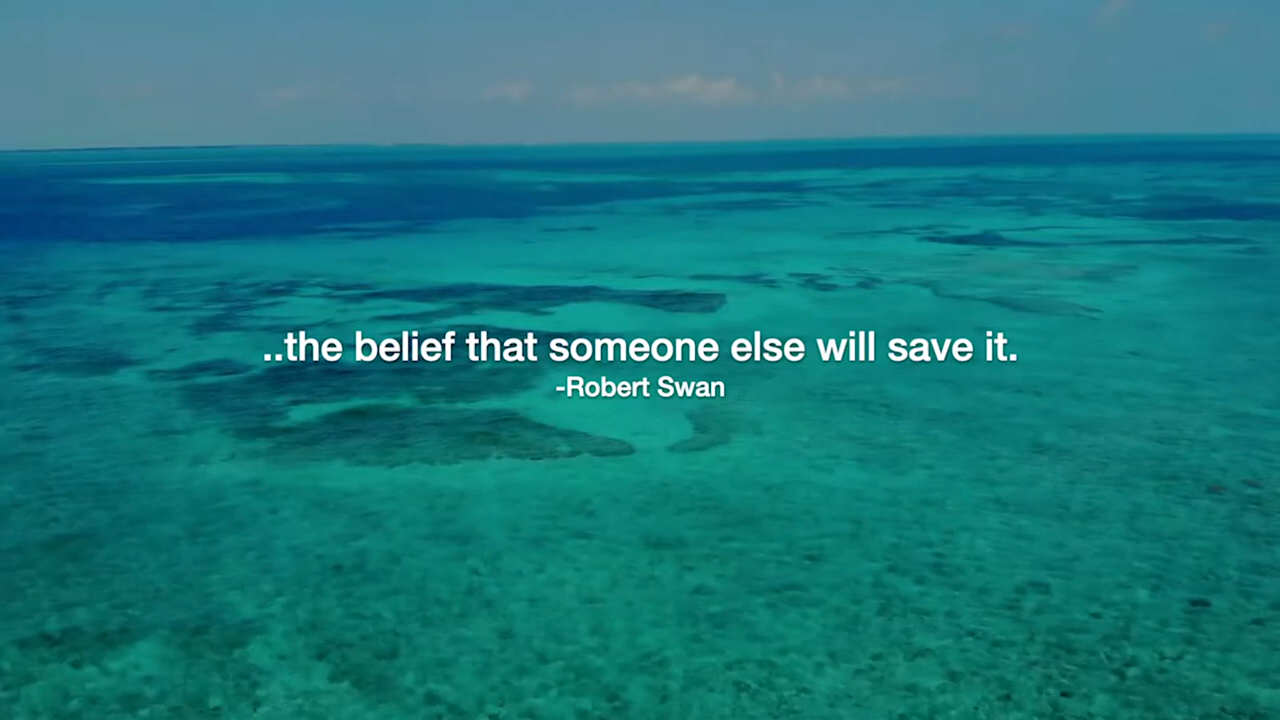 ..the belief that someone else will save it.
-Robert Swan